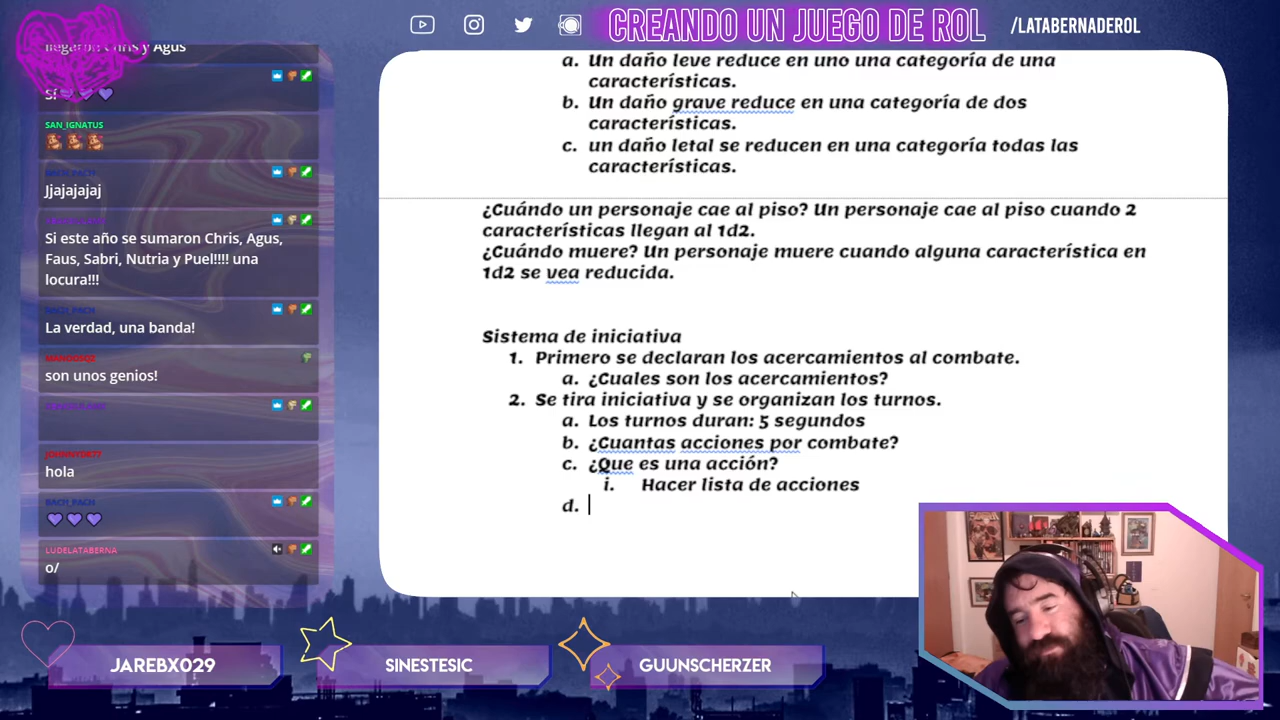 CREANDO UN JUEGO DE ROL
/LATABERNADEROL
llegaron Chris y Agus
Sí
SAN_IGNATUS
Jjajajajaj
Si este año se sumaron Chris, Agus,
Faus, Sabri, Nutria y Puel!!!! una
locura!!!
La verdad, una banda!
son unos genios!
hola
BACH_PACH
LUDELATABERNA
o/
a. Un daño leve reduce en uno una categoría de una
características.
b. Un daño grave reduce en una categoría de dos
características.
c. un daño letal se reducen en una categoría todas las
características.
¿Cuándo un personaje cae al piso? Un personaje cae al piso cuando 2
características llegan al 1d2.
¿Cuándo muere? Un personaje muere cuando alguna característica en
1d2 se vea reducida.
Sistema de iniciativa
1. Primero se declaran los acercamientos al combate.
a. ¿Cuales son los acercamientos?
2. Se tira iniciativa y se organizan los turnos.
a. Los turnos duran: 5 segundos
b. ¿Cuantas acciones por combate?
c. ¿Que es una acción?
i. Hacer lista de acciones
d.
JAREBX029
SINESTESIC
GUUNSCHERZER